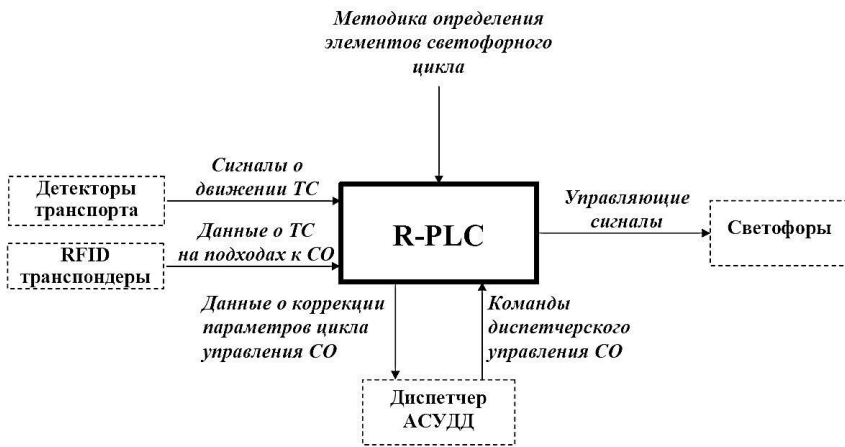 Методика определения
элементов светофорного
цикла
Сигналы о
движении ТС
Детекторы
транспорта
Данные о ТС
на подходах к СО
RFID
транспондеры
R-PLC
Управляющие
сигналы
Светофоры
Данные о коррекции
параметров цикла
управления СО
Команды
диспетчерского
управления СО
Диспетчер
АСУДД